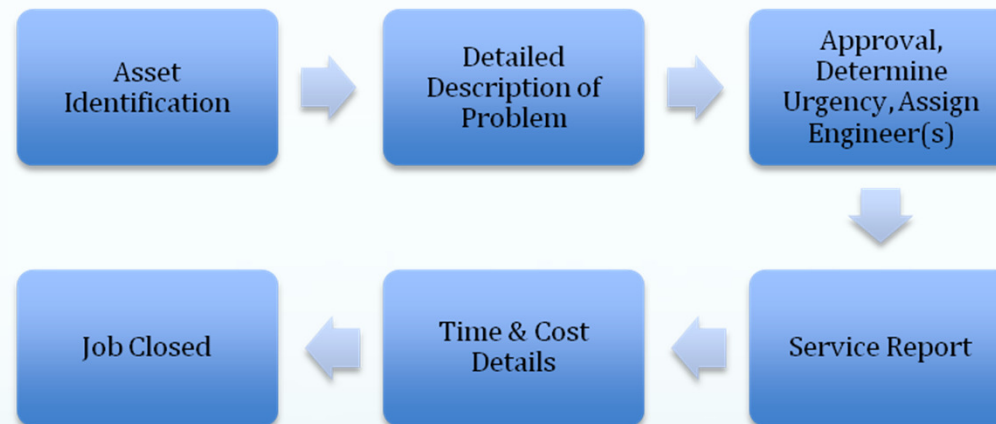 Asset
Identification
Detailed
Description of
Problem
Approval,
Determine
Urgency, Assign
Engineer(s)
Service Report
Time & Cost
Details
Job Closed